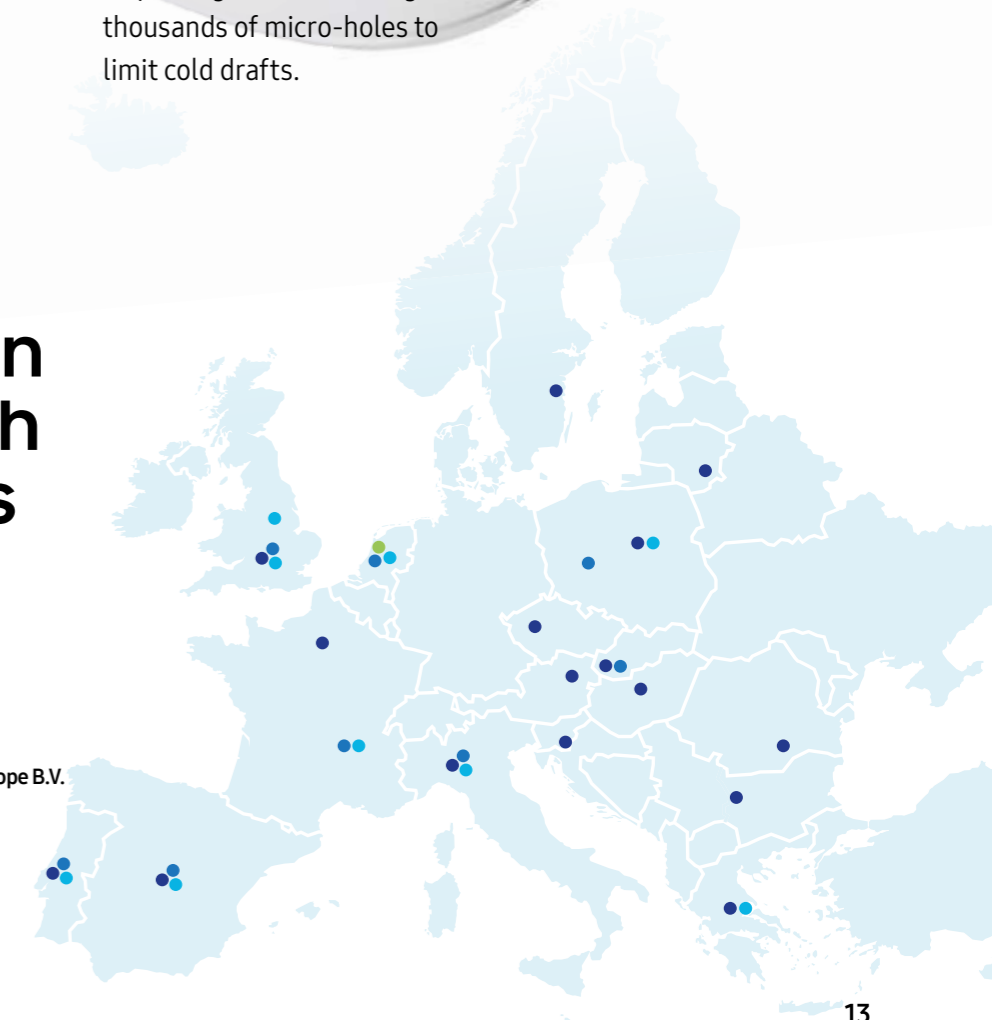 thousands of micro-holes to
limit cold drafts.
n
h
s
ope B.V.
13